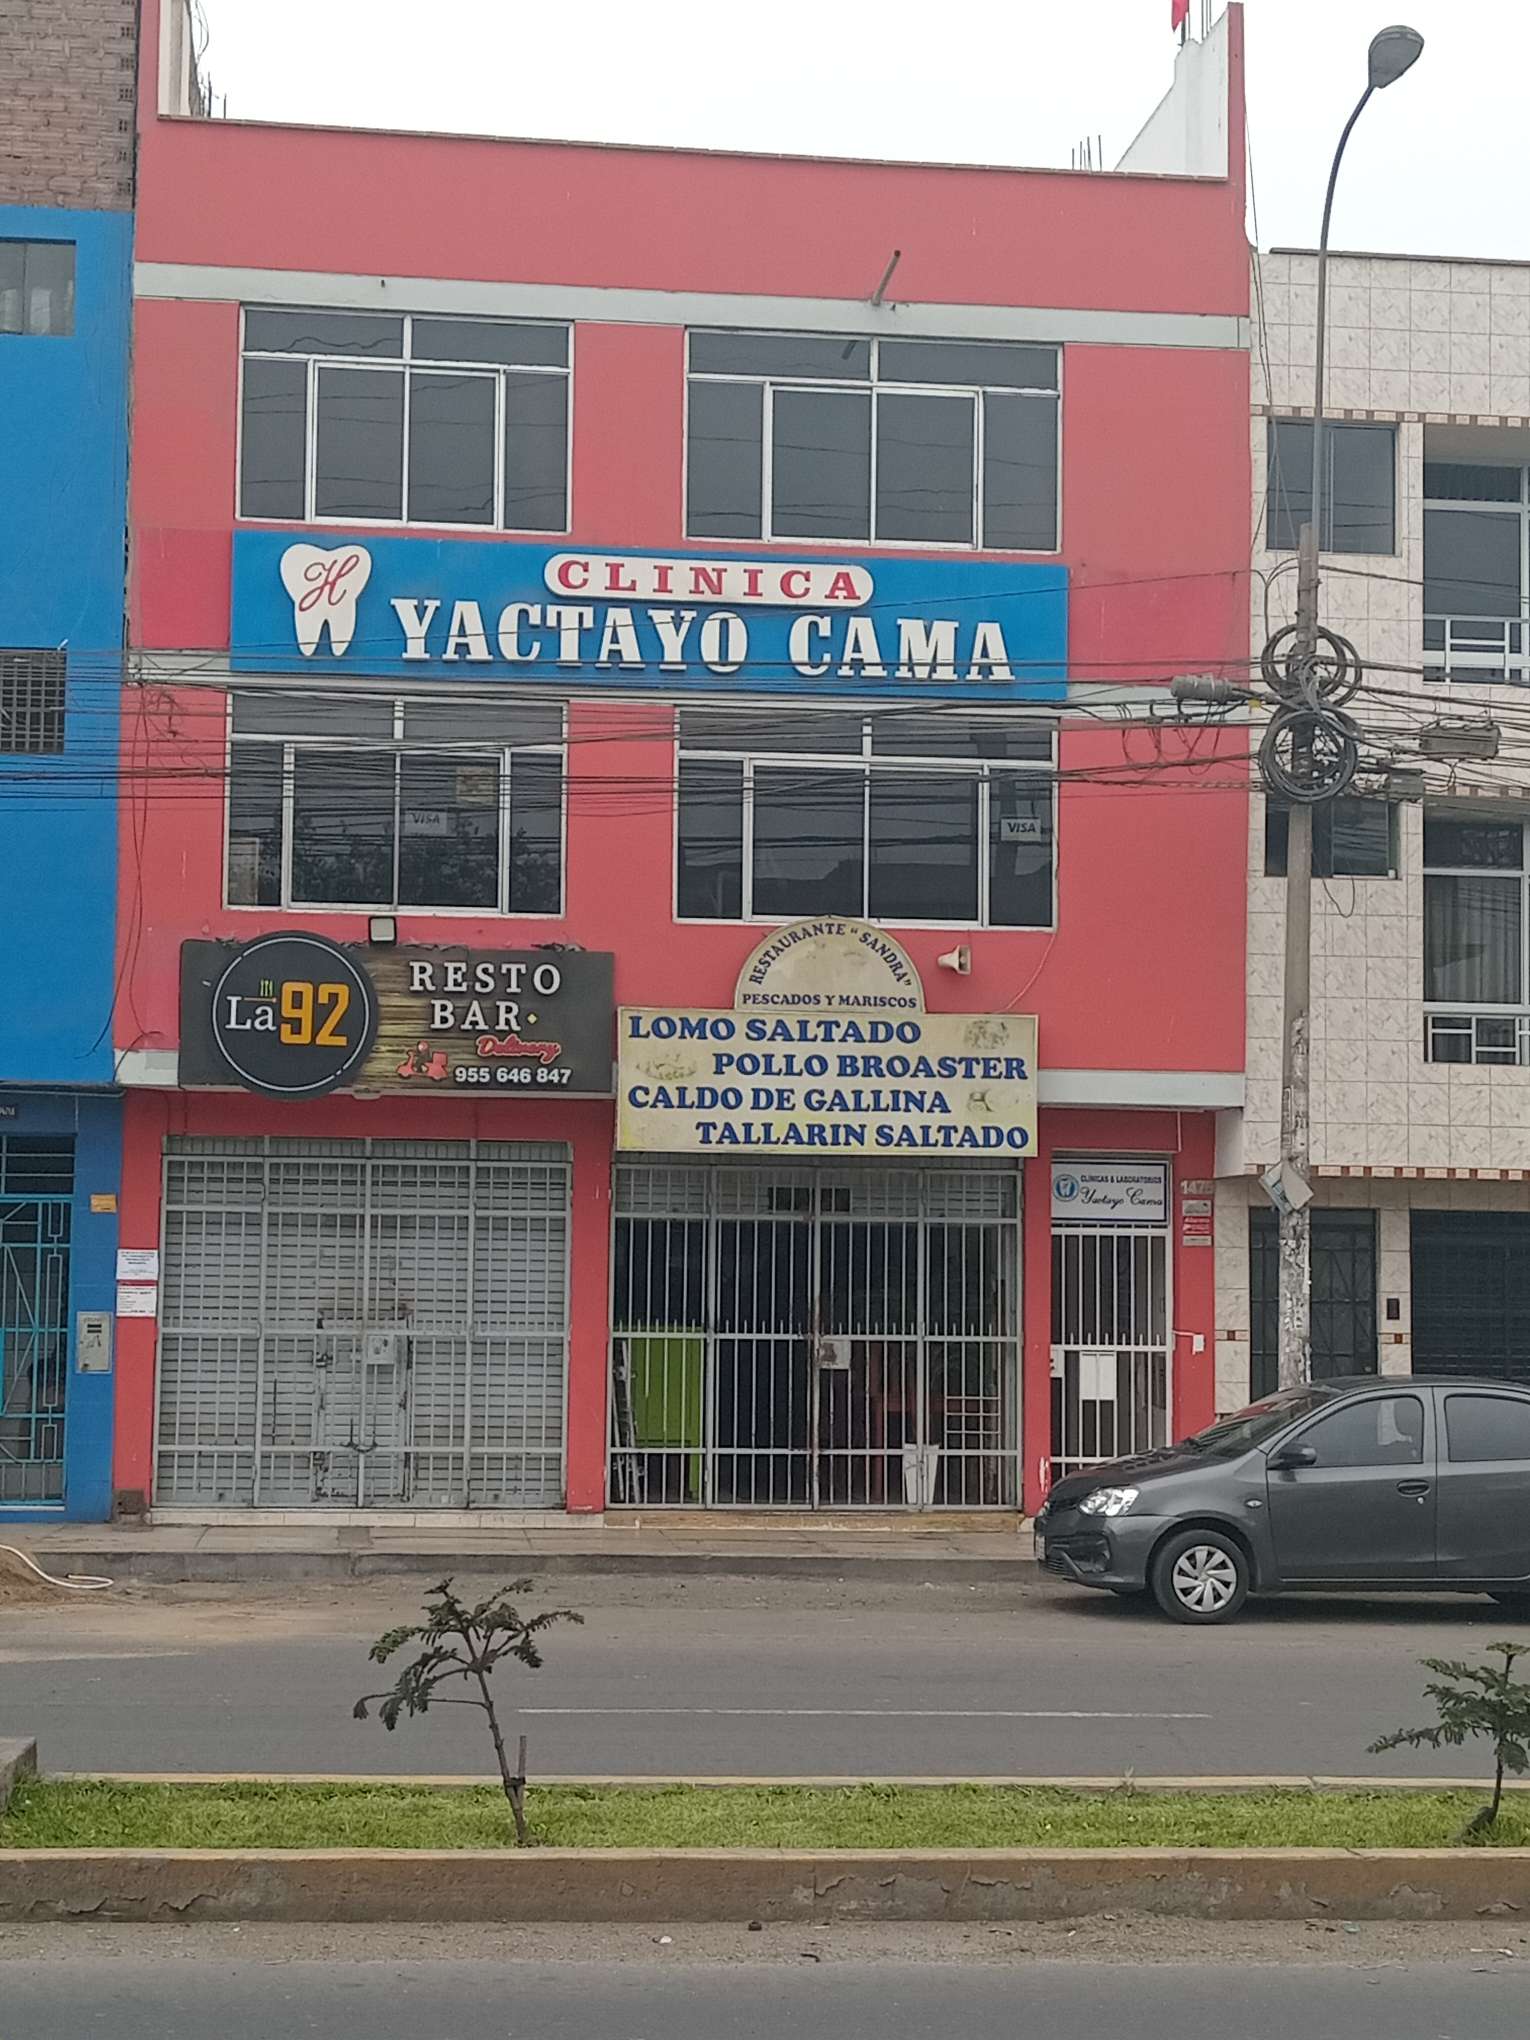 H
CLINICA
YACTAYO CAMA
VISA
VISA
La 92
RESTO
BAR
Delivery
955 646 847
RESTAURANTE "SANDRA"
PESCADOS Y MARISCOS
LOMO SALTADO
POLLO BROASTER
CALDO DE GALLINA
TALLARIN SALTADO
CLINICAS & LABORATORIOS
Yactayo Cama